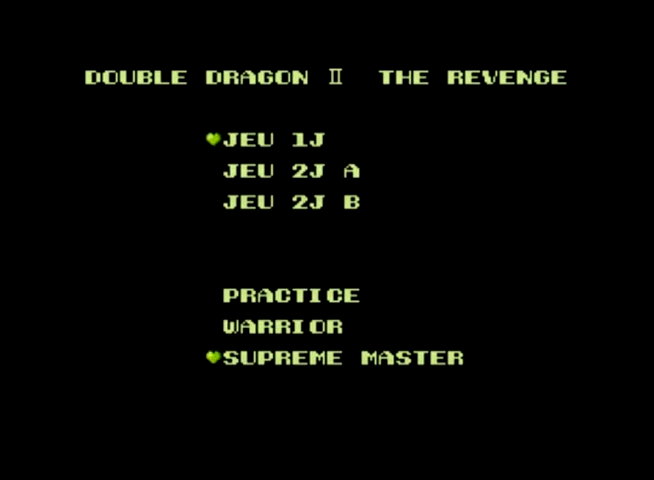 DOUBLE DRAGON Ⅱ THE REVENGE
JEU 1J
JEU 2J A
JEU 2J B
PRACTICE
WARRIOR
SUPREME MASTER